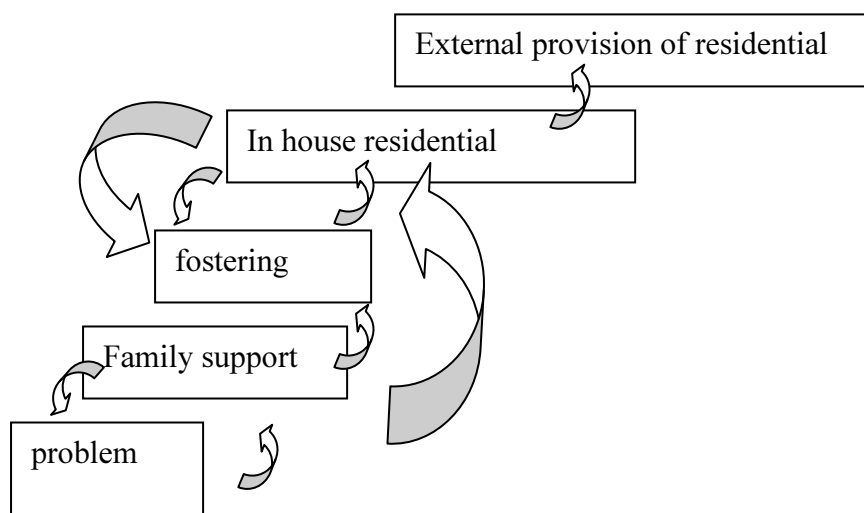 External provision of residential
In house residential
fostering
Family support
problem